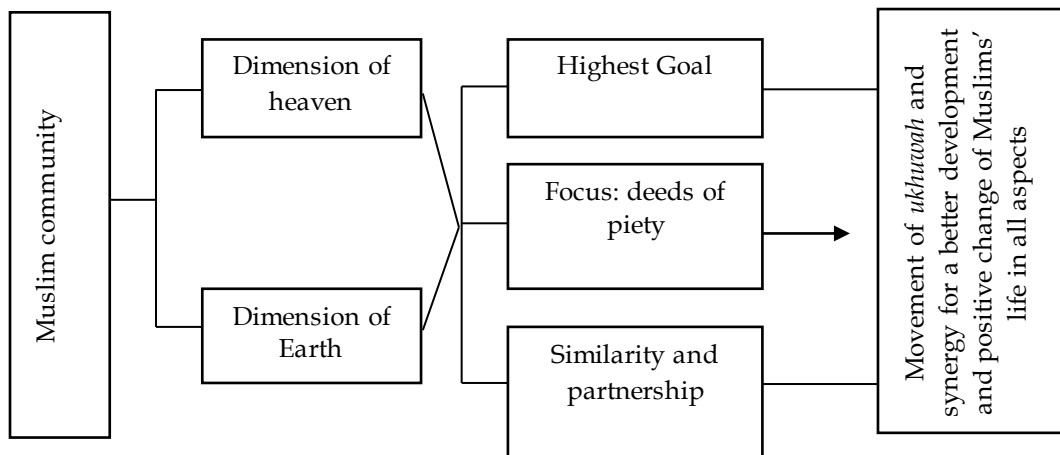 Muslim community
Dimension of
heaven
Dimension of
Earth
Highest Goal
Focus: deeds of
piety
Similarity and
partnership
Movement of ukhuwah and
synergy for a better development
and positive change of Muslims’
life in all aspects